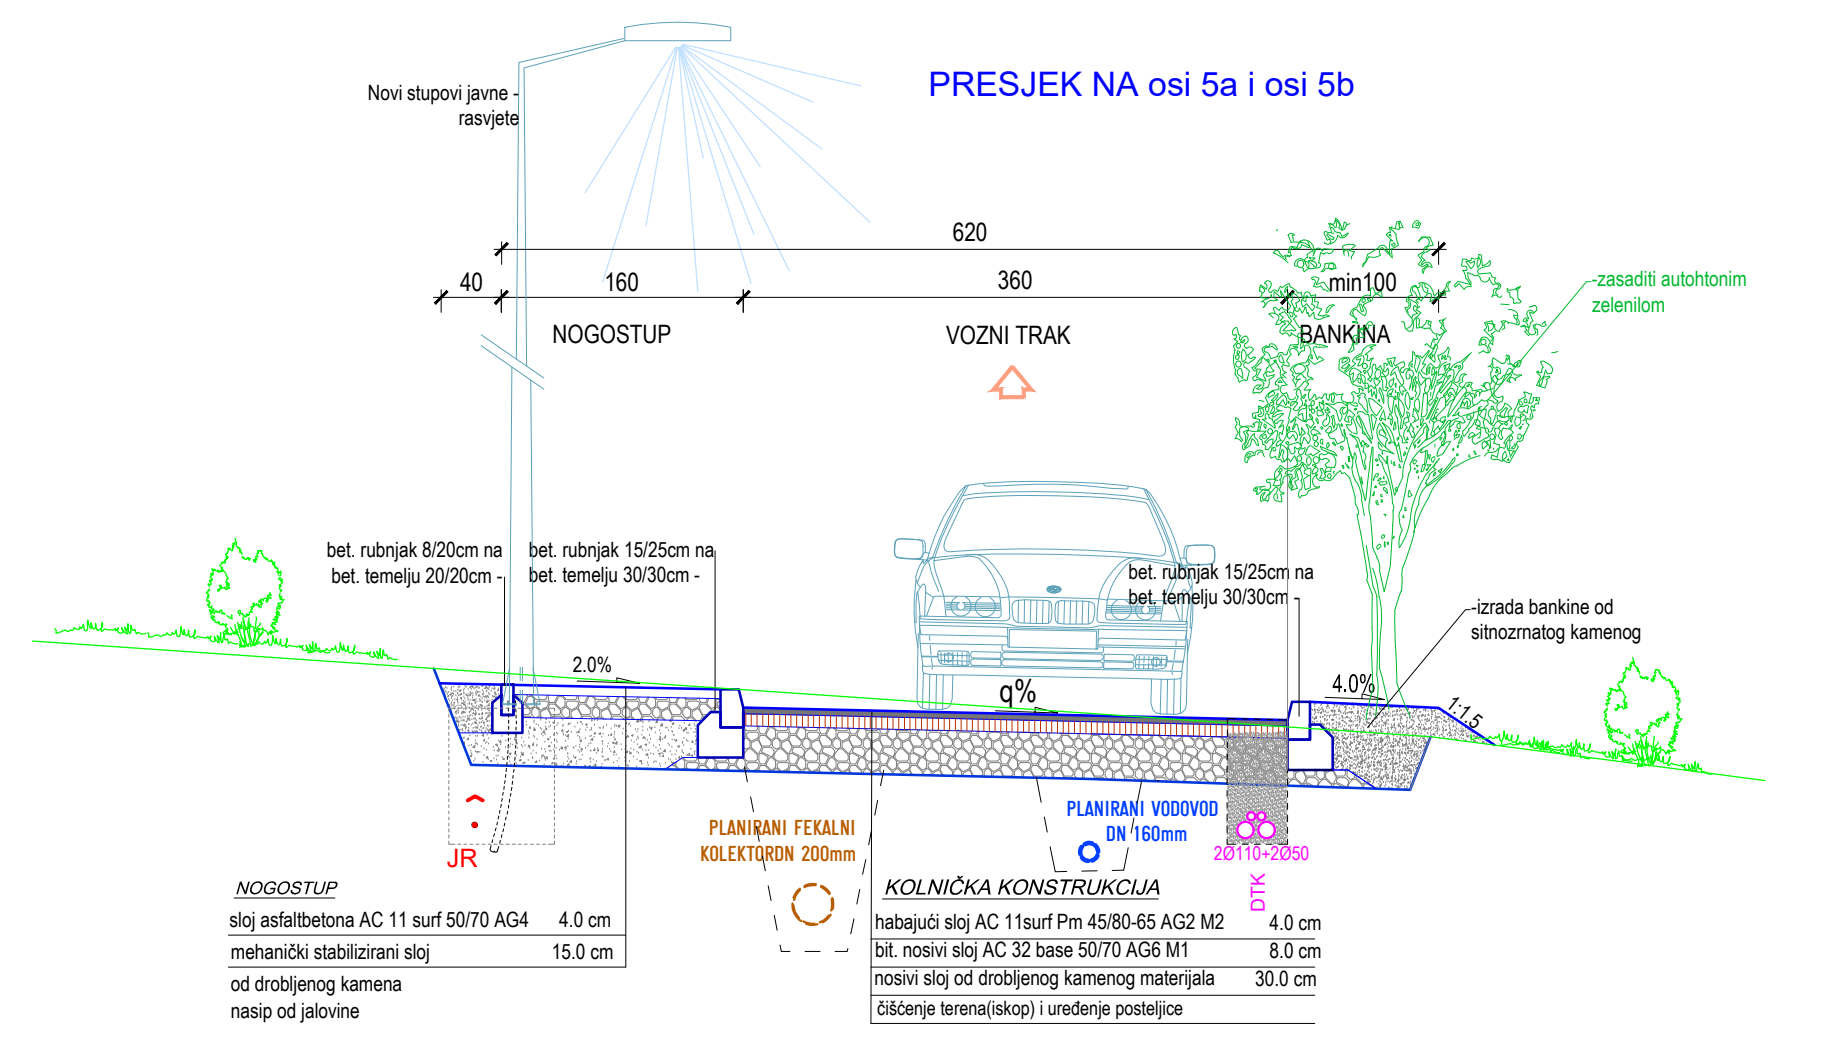 PRESJEK NA osi 5a i osi 5b
Novi stupovi javne -
rasvjete
620
40
160
360
min100
NOGOSTUP
VOZNI TRAK
BANKINA
-zasaditi autohtonim
zelenilom
bet. rubnjak 8/20cm na
bet. temelju 20/20cm -
bet. rubnjak 15/25cm na
bet. temelju 30/30cm -
bet. rubnjak 15/25cm na
bet. temelju 30/30cm -
-izrada bankine od
sitnozrnatog kamenog
2.0%
q%
4.0%
1:1.5
JR
PLANIRANI FEKALNI
KOLEKTORDN 200mm
PLANIRANI VODOVOD
DN 160mm
2Ø110+2Ø50
DTK
NOGOSTUP
sloj asfaltbetona AC 11 surf 50/70 AG4 4.0 cm
mehanički stabilizirani sloj 15.0 cm
od drobljenog kamena
nasip od jalovine
KOLNIČKA KONSTRUKCIJA
habajući sloj AC 11surf Pm 45/80-65 AG2 M2 4.0 cm
bit. nosivi sloj AC 32 base 50/70 AG6 M1 8.0 cm
nosivi sloj od drobljenog kamenog materijala 30.0 cm
čišćenje terena(iskop) i uređenje posteljice